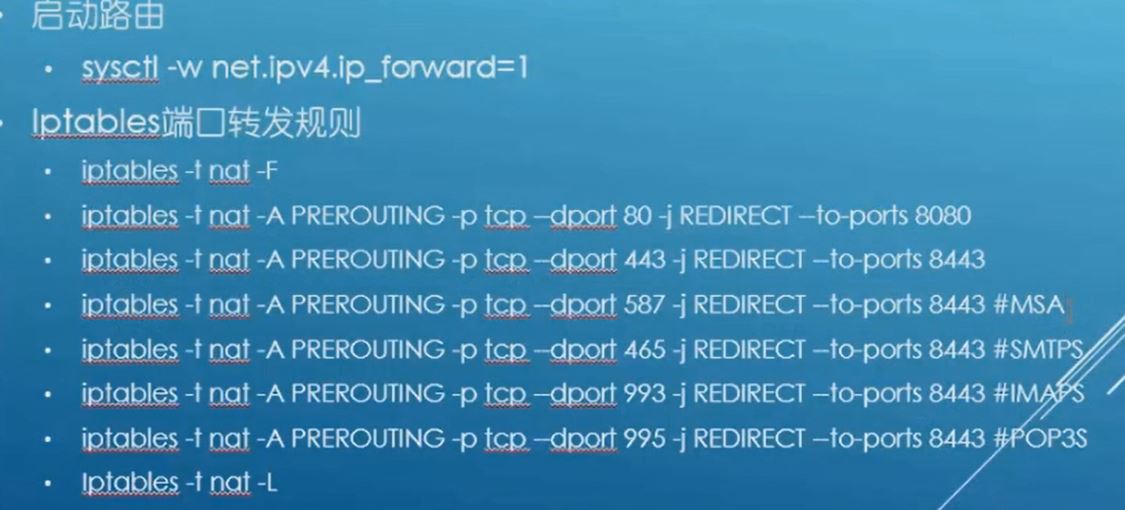 启动路由
sysctl -w net.ipv4.ip_forward=1
Iptables端口转发规则
iptables -t nat -F
iptables -t nat -A PREROUTING -p tcp –dport 80 -j REDIRECT –to-ports 8080
iptables -t nat -A PREROUTING -p tcp –dport 443 -j REDIRECT –to-ports 8443
iptables -t nat -A PREROUTING -p tcp –dport 587 -j REDIRECT –to-ports 8443 #MSA
iptables -t nat -A PREROUTING -p tcp –dport 465 -j REDIRECT –to-ports 8443 #SMTPS
iptables -t nat -A PREROUTING -p tcp –dport 993 -j REDIRECT –to-ports 8443 #IMAPS
iptables -t nat -A PREROUTING -p tcp –dport 995 -j REDIRECT –to-ports 8443 #POP3S
Iptables -t nat -L